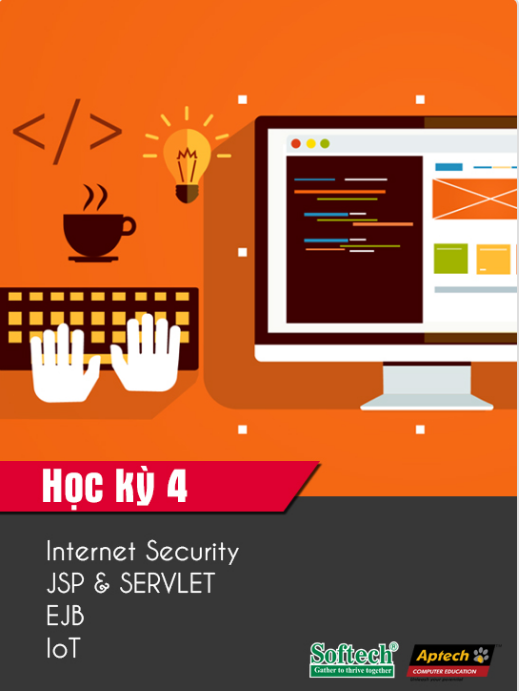 </>
Học kỳ 4
Internet Security
JSP & SERVLET
EJB
IoT
Softech®
Gather to thrive together
Aptech
COMPUTER EDUCATION